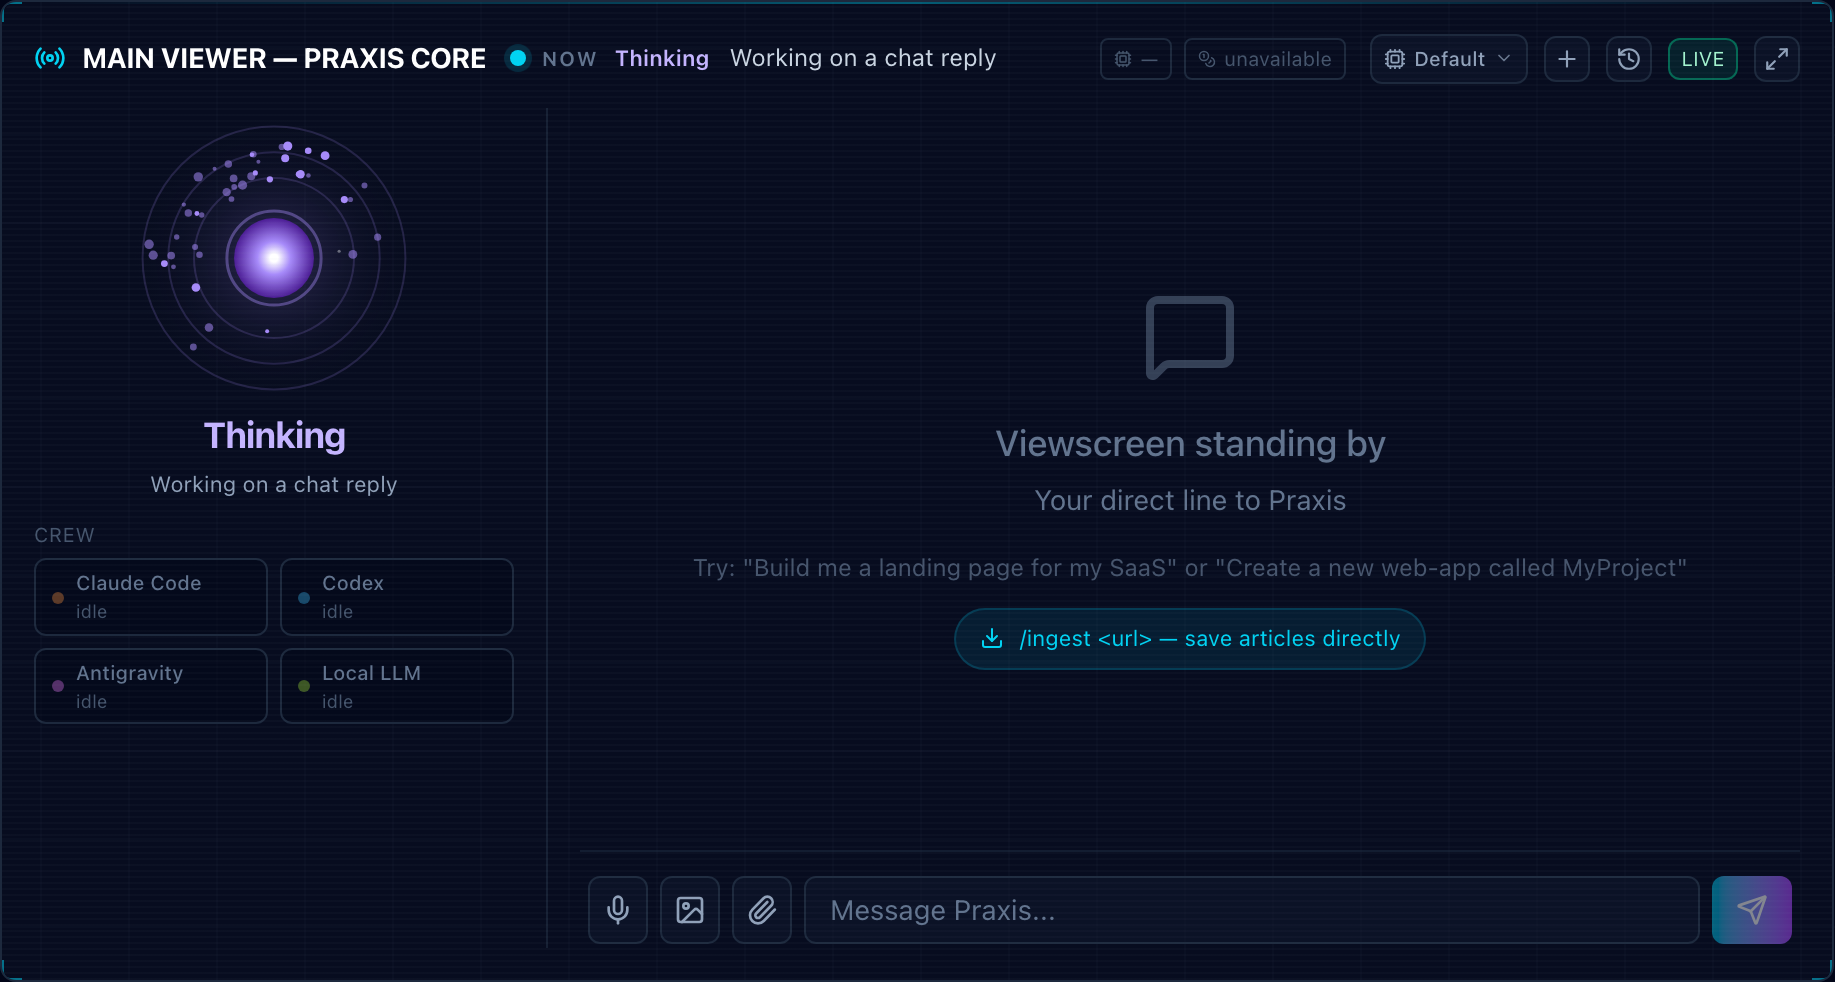 MAIN VIEWER — PRAXIS CORE NOW Thinking Working on a chat reply — unavailable Default LIVE
Thinking
Working on a chat reply
CREW
Claude Code
idle
Codex
idle
Antigravity
idle
Local LLM
idle
Viewscreen standing by
Your direct line to Praxis
Try: "Build me a landing page for my SaaS" or "Create a new web-app called MyProject"
/ingest <url> — save articles directly
Message Praxis...